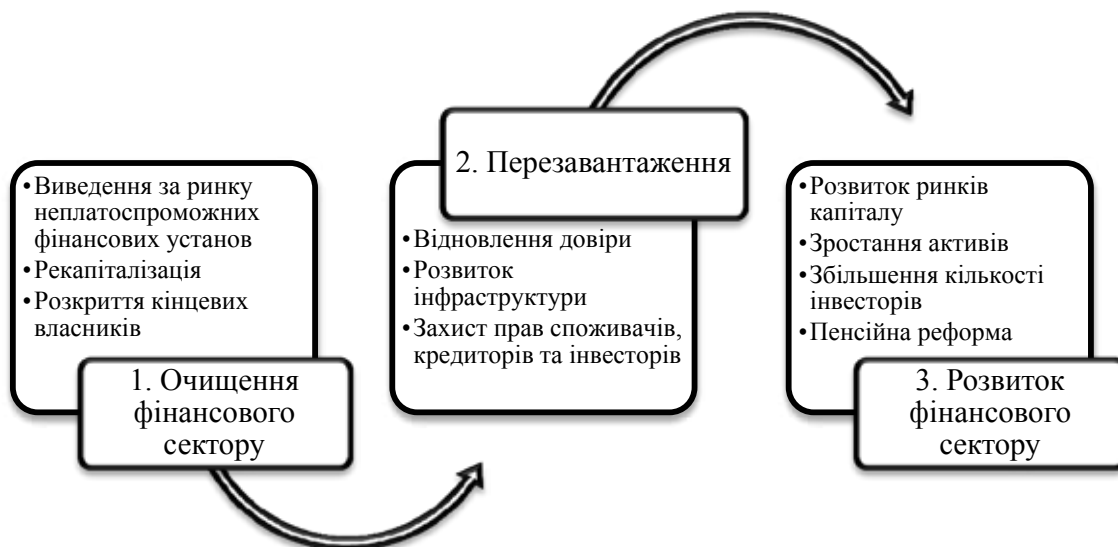 •Виведення за ринку
неплатоспроможних
фінансових установ
•Рекапіталізація
•Розкриття кінцевих
власників
1. Очищення
фінансового
сектору
2. Перезавантаження
•Відновлення довіри
•Розвиток
інфраструктури
•Захист прав споживачів,
кредиторів та інвесторів
•Розвиток ринків
капіталу
•Зростання активів
•Збільшення кількості
інвесторів
•Пенсійна реформа
3. Розвиток
фінансового
сектору